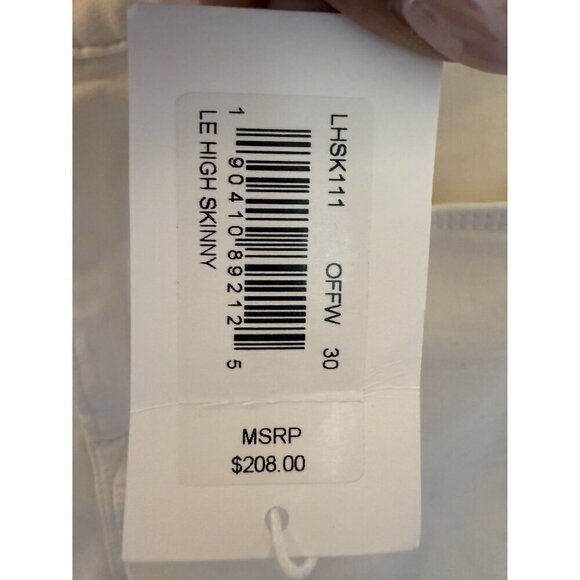 LHSK111 OFFW 30
1 90410 89212 5
LE HIGH SKINNY
MSRP
$208.00